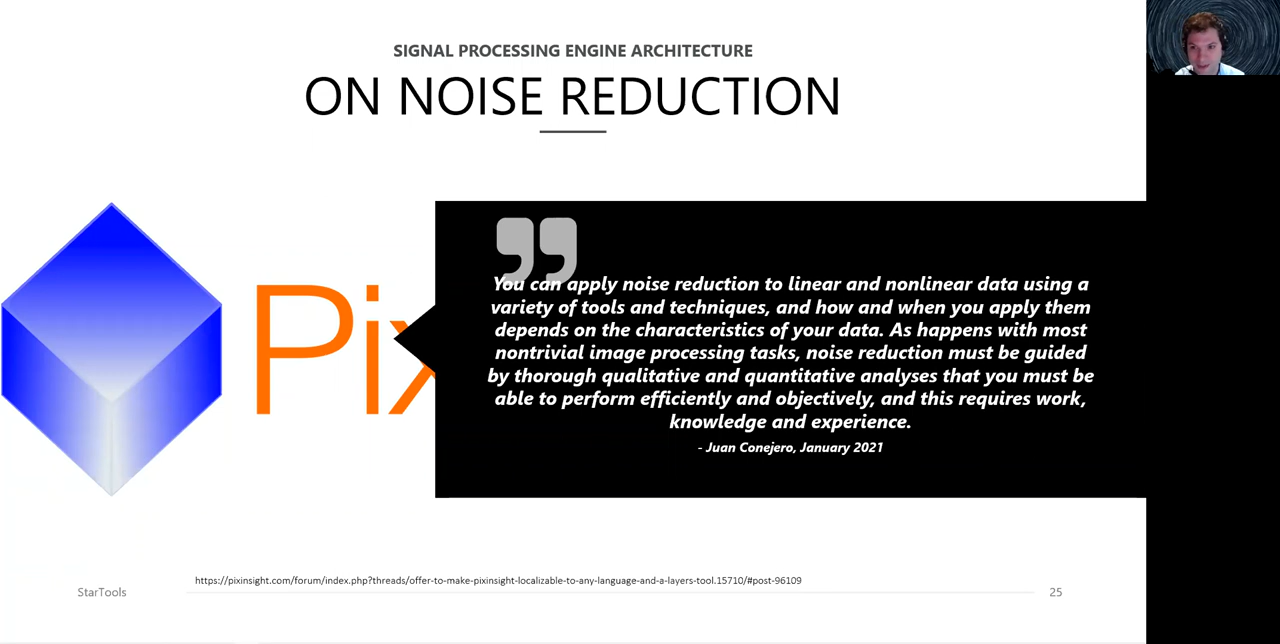 SIGNAL PROCESSING ENGINE ARCHITECTURE
ON NOISE REDUCTION
Pix
You can apply noise reduction to linear and nonlinear data using a
variety of tools and techniques, and how and when you apply them
depends on the characteristics of your data. As happens with most
nontrivial image processing tasks, noise reduction must be guided
by thorough qualitative and quantitative analyses that you must be
able to perform efficiently and objectively, and this requires work,
knowledge and experience.
- Juan Conejero, January 2021
https://pixinsight.com/forum/index.php?threads/offer-to-make-pixinsight-localizable-to-any-language-and-a-layers-tool.15710/#post-96109
StarTools
25